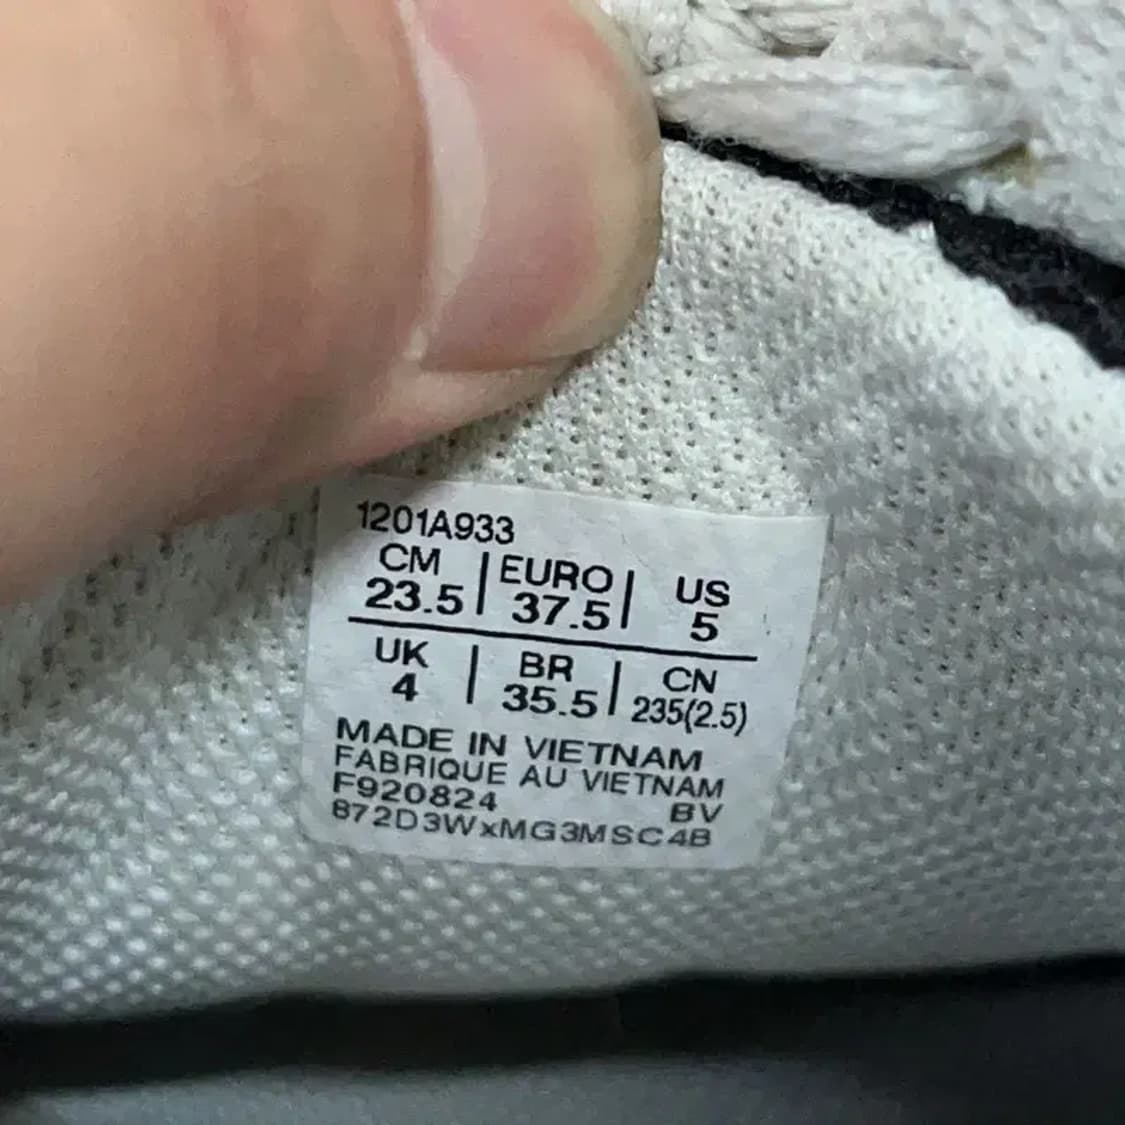 1201A933
CM | EURO | US
23.5 | 37.5 | 5
UK | BR | CN
4 | 35.5 | 235(2.5)
MADE IN VIETNAM
FABRIQUE AU VIETNAM
F920824 BV
872D3WxMG3MSC4B